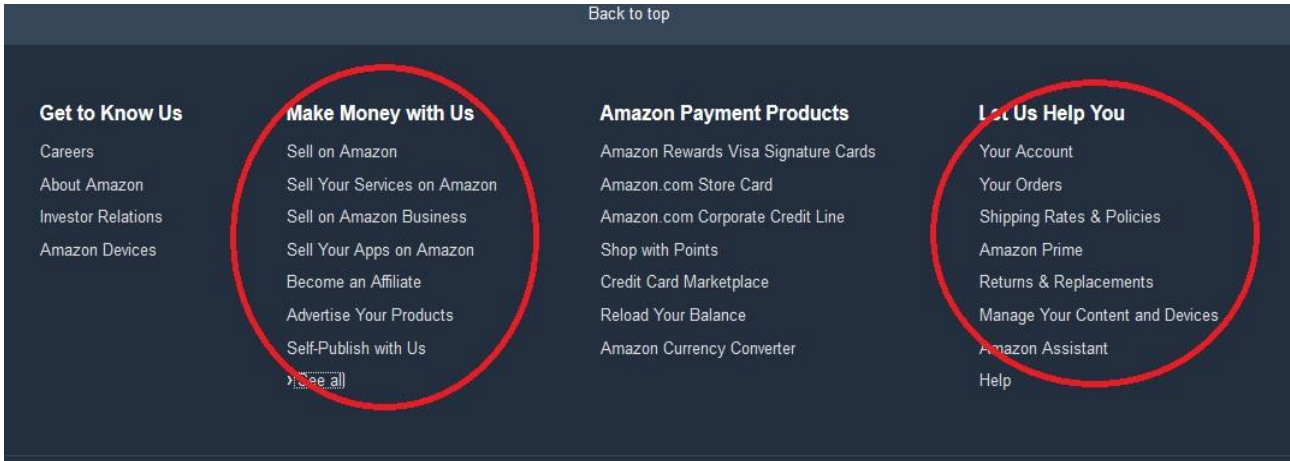 Back to top
Get to Know Us
Careers
About Amazon
Investor Relations
Amazon Devices
Make Money with Us
Sell on Amazon
Sell Your Services on Amazon
Sell on Amazon Business
Sell Your Apps on Amazon
Become an Affiliate
Advertise Your Products
Self-Publish with Us
› See all
Amazon Payment Products
Amazon Rewards Visa Signature Cards
Amazon.com Store Card
Amazon.com Corporate Credit Line
Shop with Points
Credit Card Marketplace
Reload Your Balance
Amazon Currency Converter
Let Us Help You
Your Account
Your Orders
Shipping Rates & Policies
Amazon Prime
Returns & Replacements
Manage Your Content and Devices
Amazon Assistant
Help